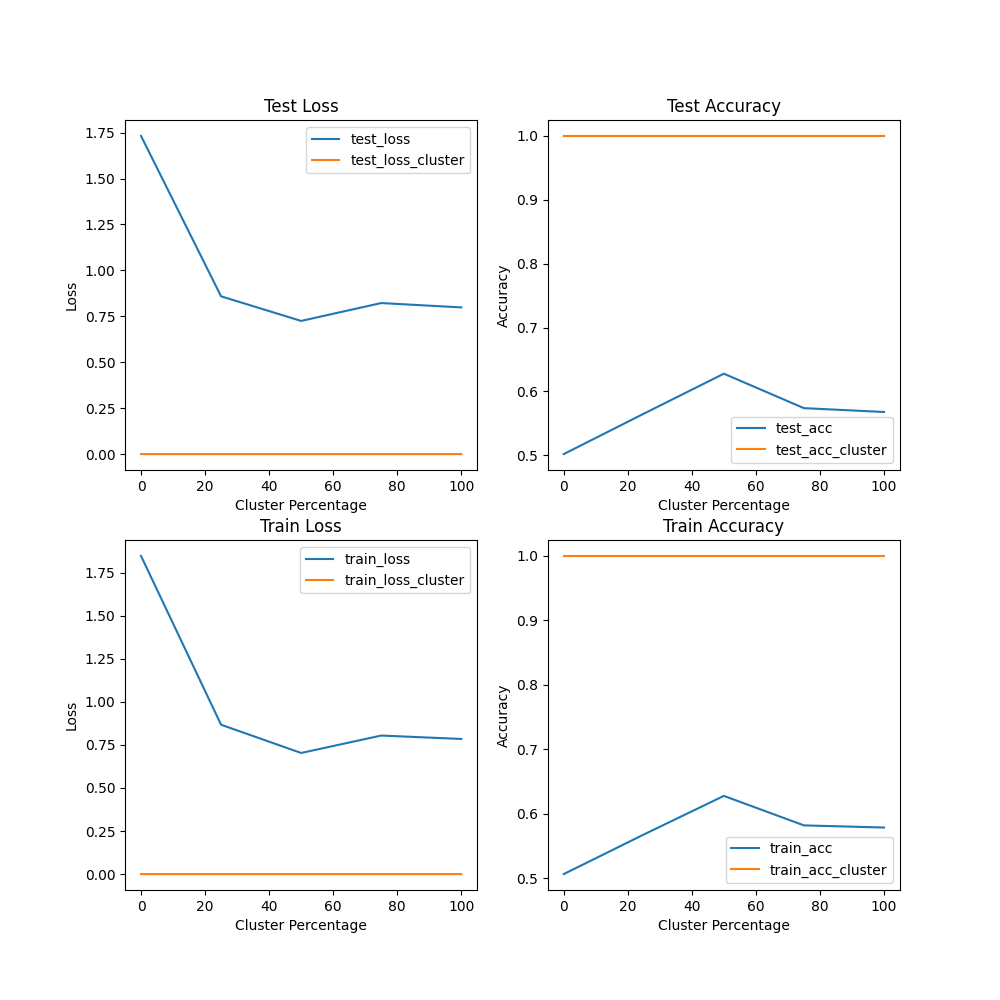 Test Loss
1.75
1.50
1.25
1.00
0.75
0.50
0.25
0.00
Loss
test_loss
test_loss_cluster
0 20 40 60 80 100
Cluster Percentage
Test Accuracy
1.0
0.9
0.8
0.7
0.6
0.5
Accuracy
test_acc
test_acc_cluster
0 20 40 60 80 100
Cluster Percentage
Train Loss
1.75
1.50
1.25
1.00
0.75
0.50
0.25
0.00
Loss
train_loss
train_loss_cluster
0 20 40 60 80 100
Cluster Percentage
Train Accuracy
1.0
0.9
0.8
0.7
0.6
0.5
Accuracy
train_acc
train_acc_cluster
0 20 40 60 80 100
Cluster Percentage